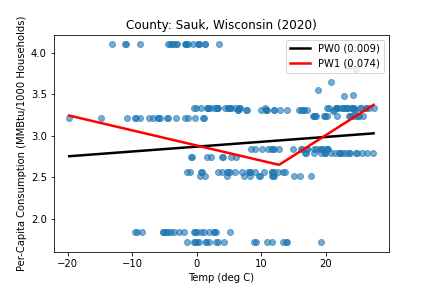 County: Sauk, Wisconsin (2020)
Per-Capita Consumption (MMBtu/1000 Households)
4.0
3.5
3.0
2.5
2.0
PW0 (0.009)
PW1 (0.074)
−20
−10
0
10
20
Temp (deg C)